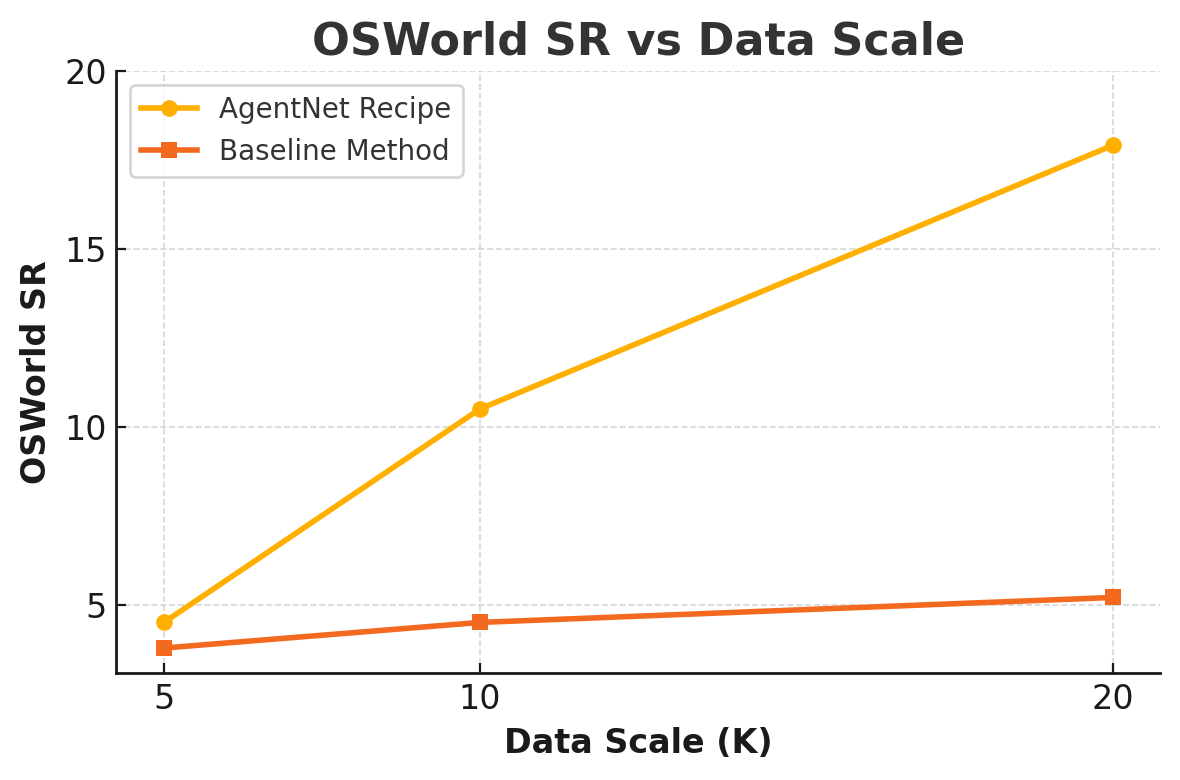 OSWorld SR vs Data Scale
20
15
10
5
OSWorld SR
AgentNet Recipe
Baseline Method
5 10 20
Data Scale (K)